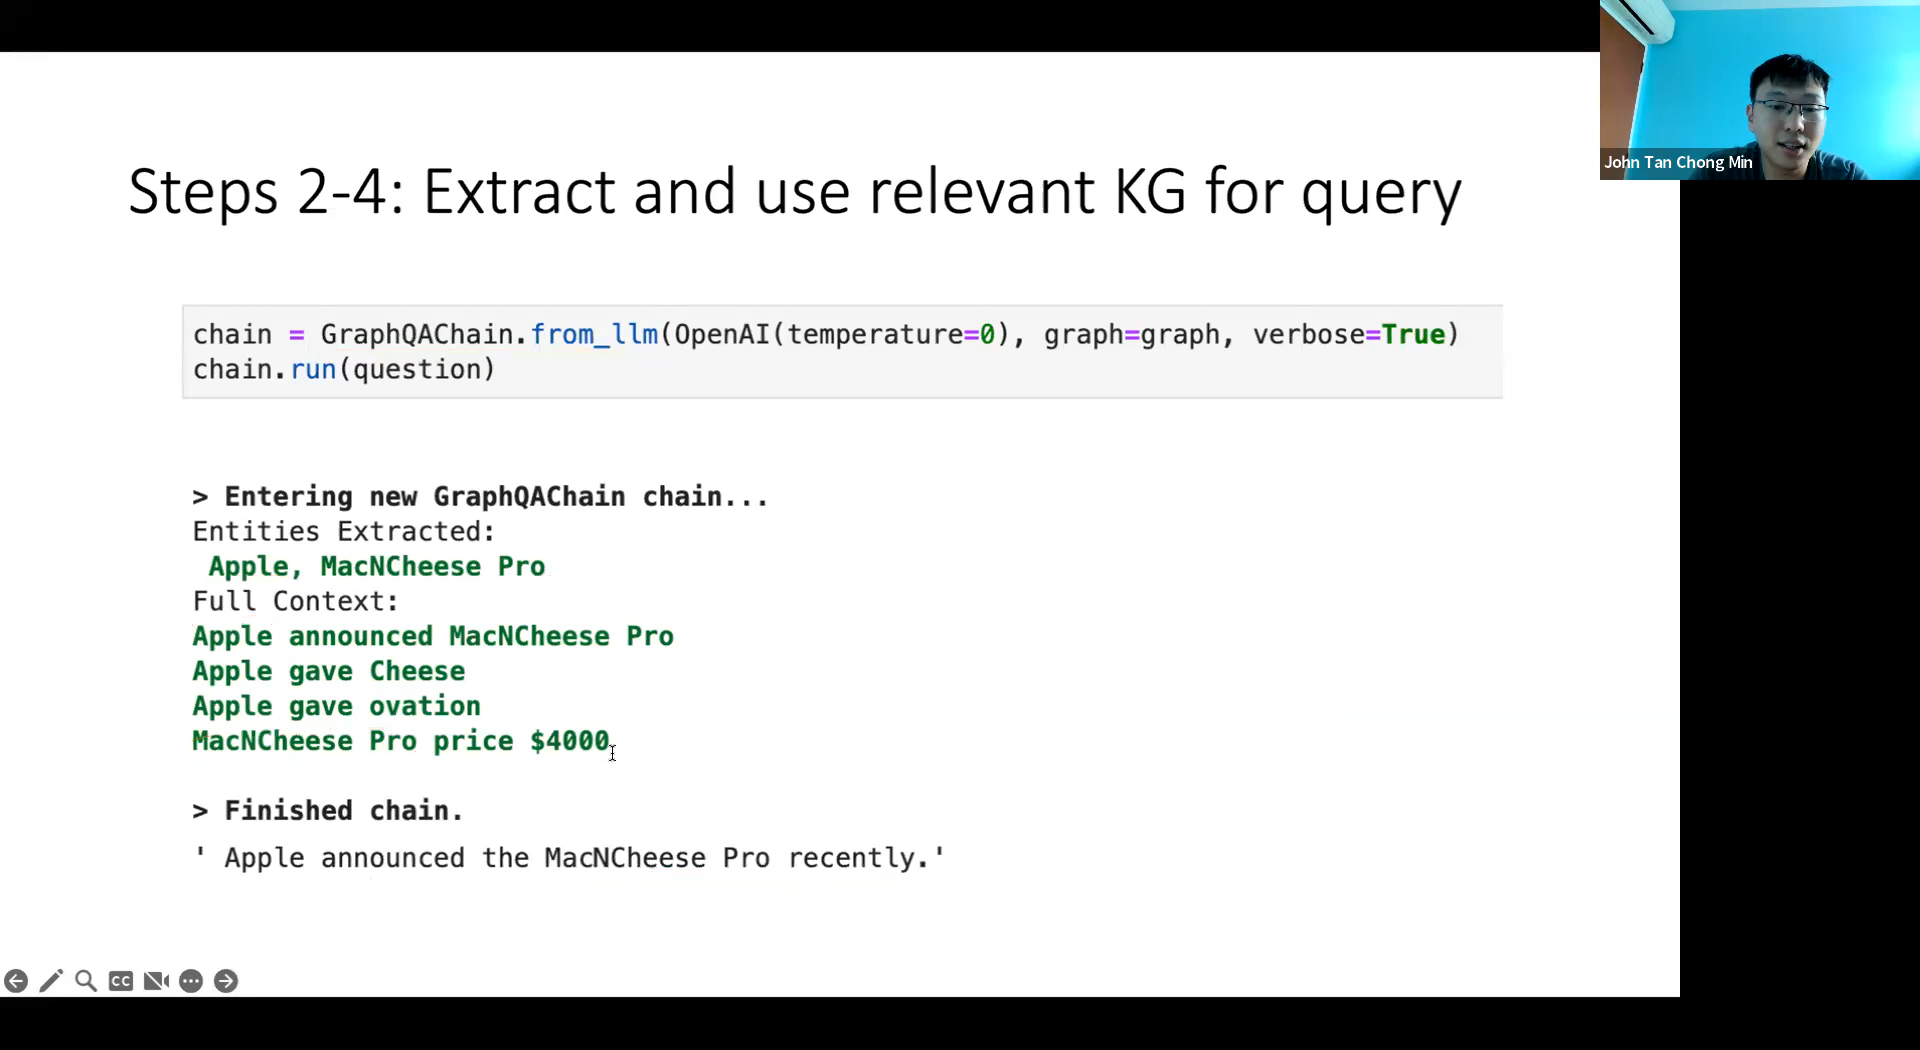 John Tan Chong Min
Steps 2-4: Extract and use relevant KG for query
chain = GraphQAChain.from_llm(OpenAI(temperature=0), graph=graph, verbose=True)
chain.run(question)
> Entering new GraphQAChain chain...
Entities Extracted:
Apple, MacNCheese Pro
Full Context:
Apple announced MacNCheese Pro
Apple gave Cheese
Apple gave ovation
MacNCheese Pro price $4000
> Finished chain.
' Apple announced the MacNCheese Pro recently.'
CC